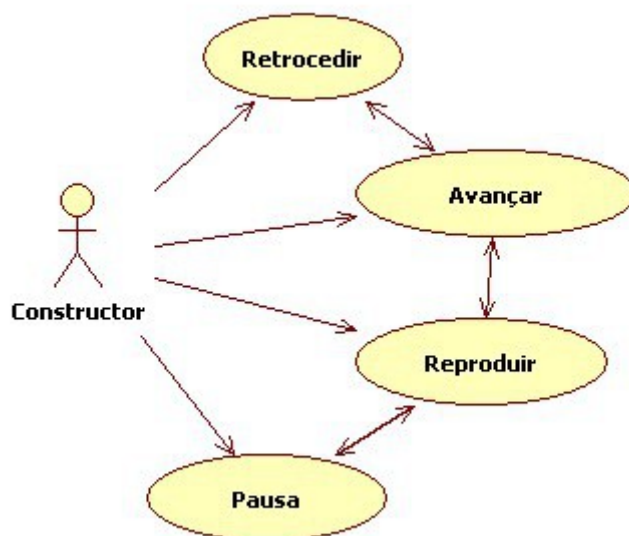 Retrocedir
Avançar
Constructor
Reproduir
Pausa